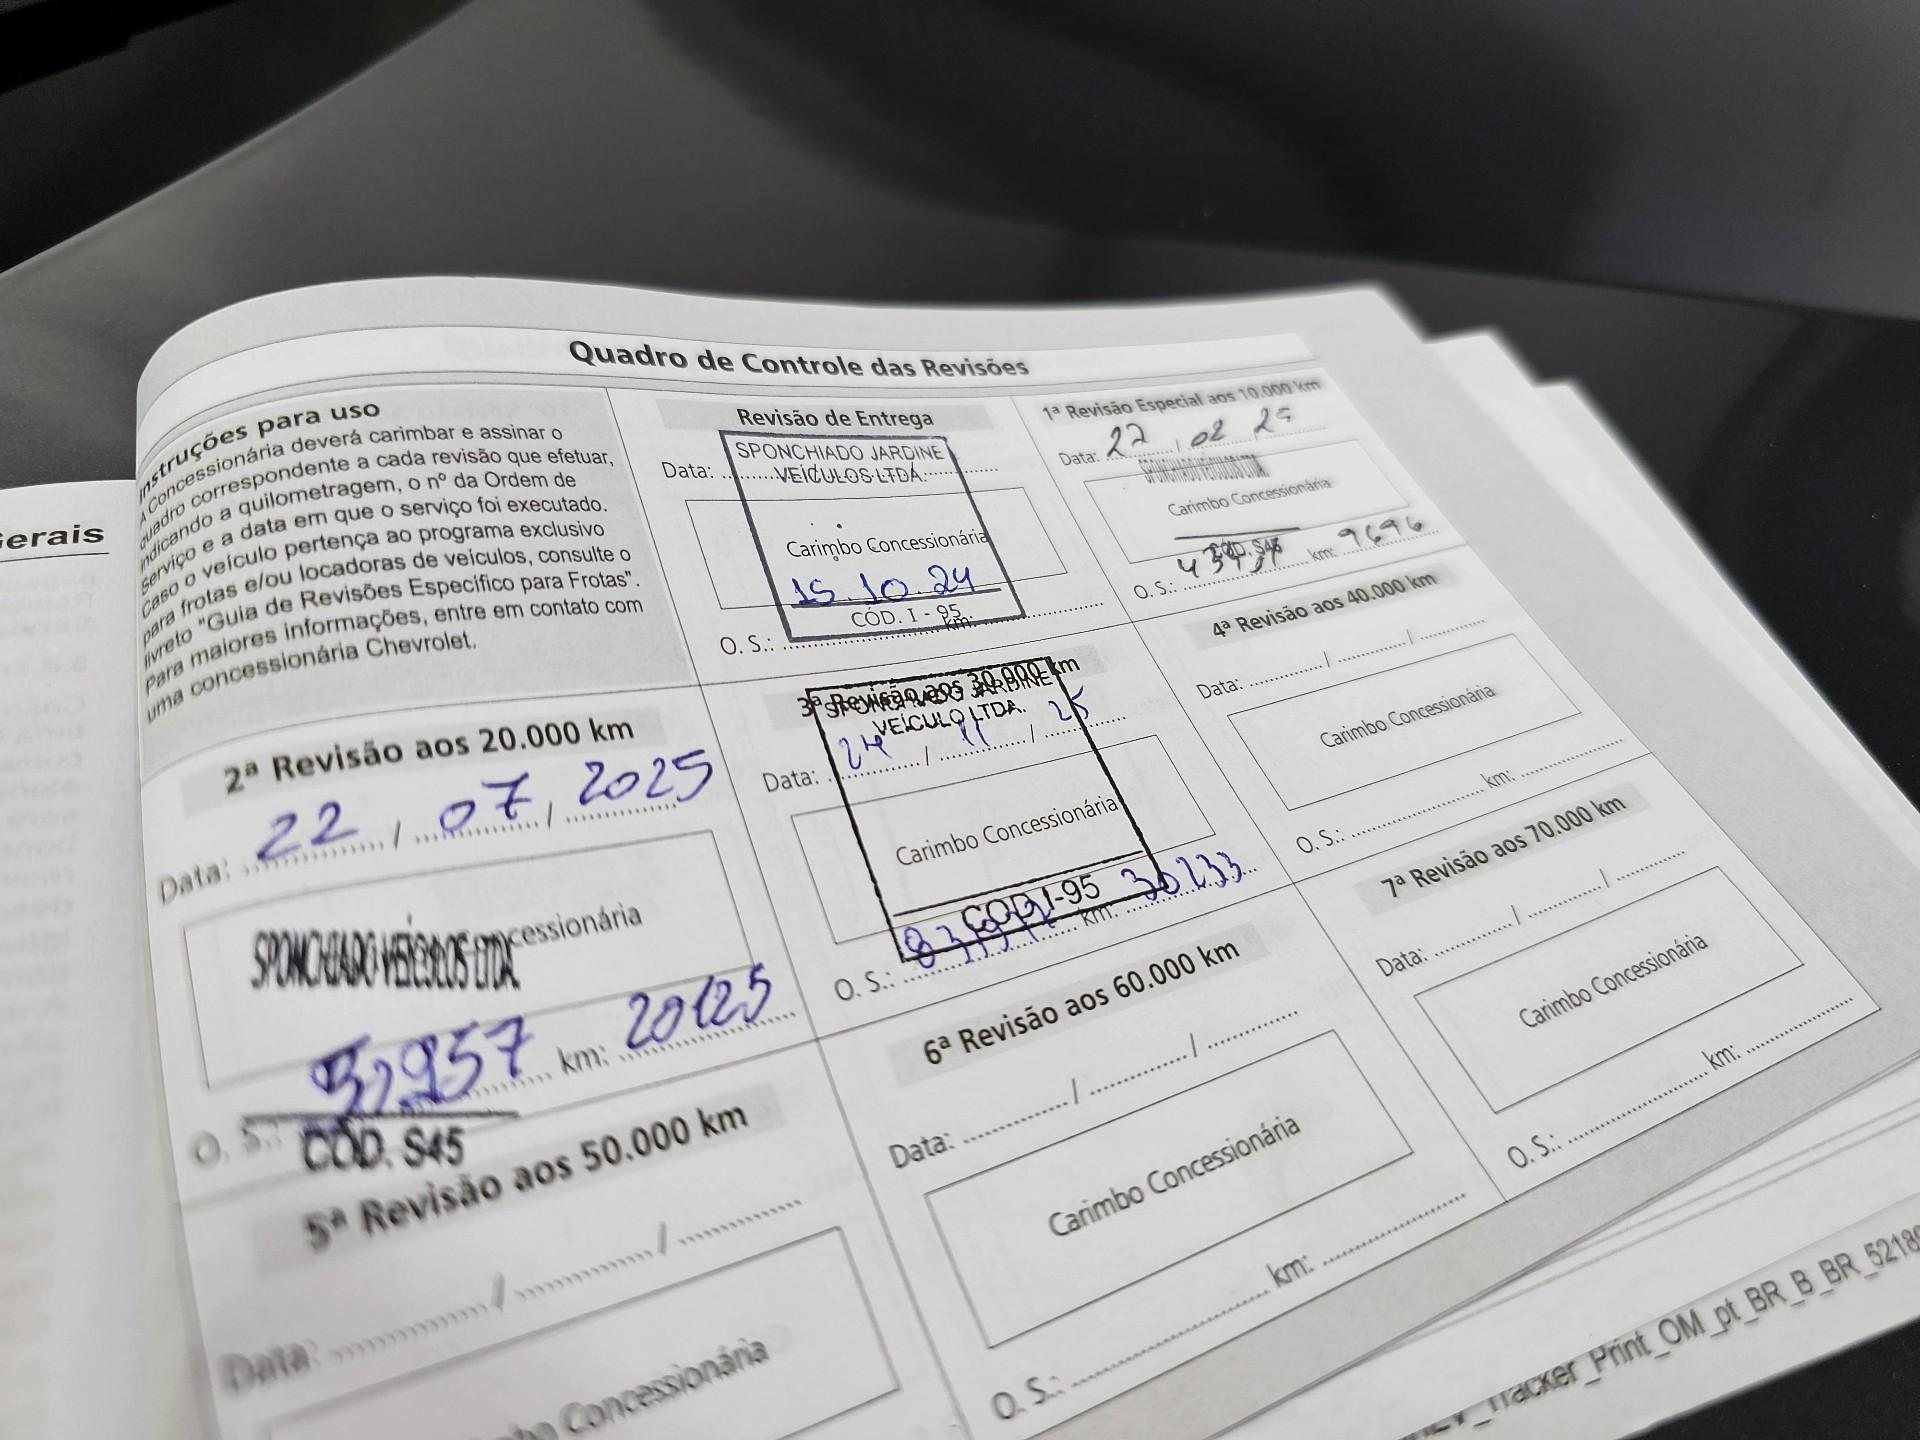 Gerais
Quadro de Controle das Revisões
Instruções para uso
A Concessionária deverá carimbar e assinar o
quadro correspondente a cada revisão que efetuar,
indicando a quilometragem, o nº da Ordem de
Serviço e a data em que o serviço foi executado.
Caso o veículo pertença ao programa exclusivo
para frotas e/ou locadoras de veículos, consulte o
livreto "Guia de Revisões Específico para Frotas".
Para maiores informações, entre em contato com
uma concessionária Chevrolet.
Revisão de Entrega
SPONCHIADO JARDINE
Data:
VEÍCULOS LTDA.
Carimbo Concessionária
15.10.24
CÓD. I - 95
O. S.: km:
1ª Revisão Especial aos 10.000 km
Data: 22 / 02 25
SPONCHIADO VEÍCULOS LTDA
Carimbo Concessionária
CÓD. S45
O. S.: km: 9696
2ª Revisão aos 20.000 km
Data: 22 / 07 / 2025
SPONCHIADO VEÍCULOS LTDA.
Concessionária
O. S.: 52957 km: 20125
CÓD. S45
3ª Revisão aos 30.000 km
SPONCHIADO JARDINE
VEÍCULO LTDA.
Data: 24 / 11 / 25
Carimbo Concessionária
COD I-95
O. S.: km: 30233
4ª Revisão aos 40.000 km
Data: / /
Carimbo Concessionária
O. S.: km:
5ª Revisão aos 50.000 km
Data: / /
Concessionária
6ª Revisão aos 60.000 km
Data: / /
Carimbo Concessionária
O. S.: km:
7ª Revisão aos 70.000 km
Data: / /
Carimbo Concessionária
O. S.: km:
Tracker_Print_OM_pt_BR_B_BR_5218